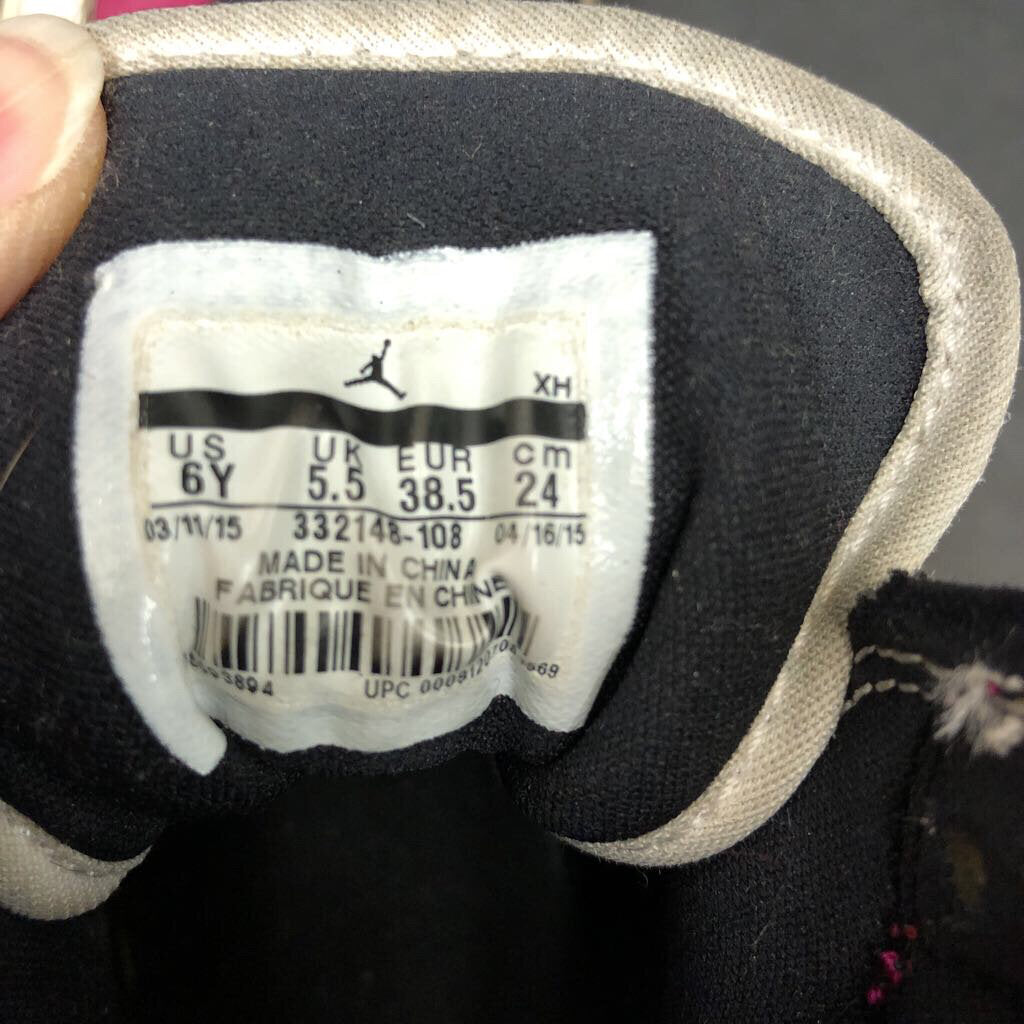 XH
US UK EUR cm
6Y 5.5 38.5 24
03/11/15 332148-108 04/16/15
MADE IN CHINA
FABRIQUE EN CHINE
UPC